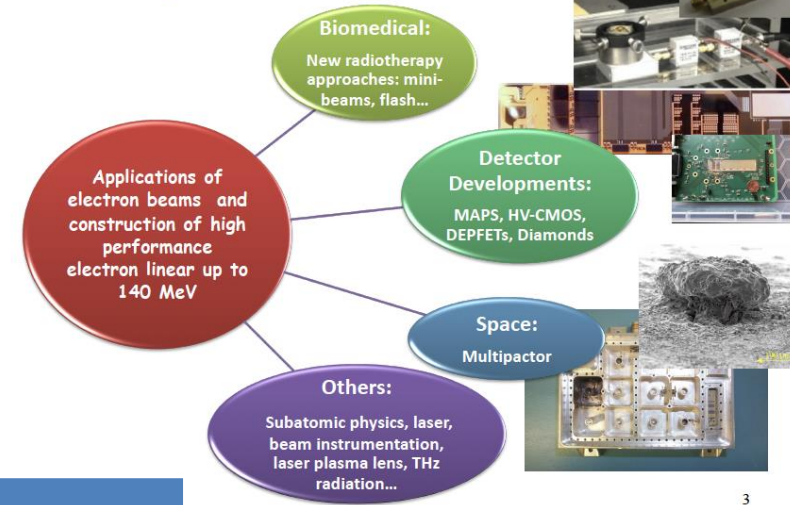 Biomedical:
New radiotherapy
approaches: mini-
beams, flash...
Applications of
electron beams and
construction of high
performance
electron linear up to
140 MeV
Detector
Developments:
MAPS, HV-CMOS,
DEPFETs, Diamonds
Space:
Multipactor
Others:
Subatomic physics, laser,
beam instrumentation,
laser plasma lens, THz
radiation...
3